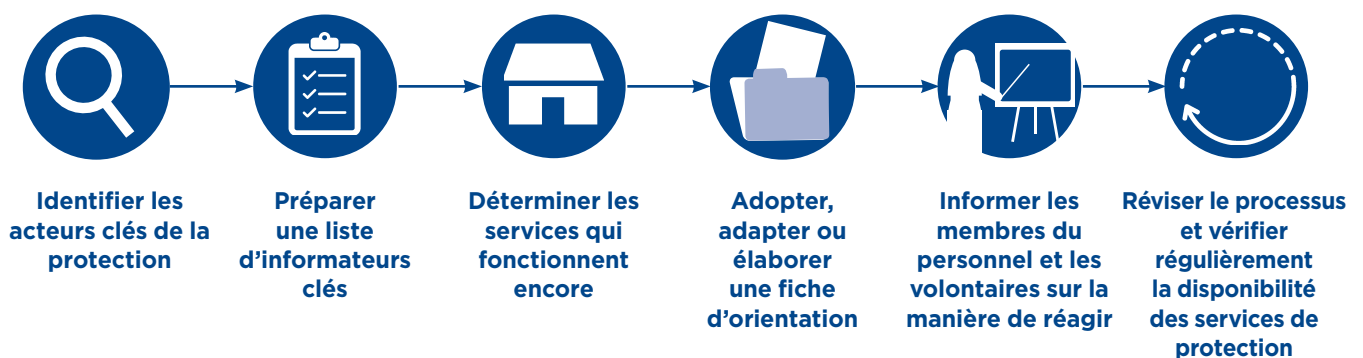 Identifier les
acteurs clés de la
protection
Préparer
une liste
d’informateurs
clés
Déterminer les
services qui
fonctionnent
encore
Adopter,
adapter ou
élaborer
une fiche
d’orientation
Informer les
membres du
personnel et les
volontaires sur la
manière de réagir
Réviser le processus
et vérifier
régulièrement
la disponibilité
des services de
protection